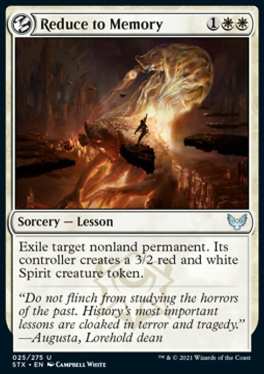 Reduce to Memory 1
Sorcery — Lesson
Exile target nonland permanent. Its
controller creates a 3/2 red and white
Spirit creature token.
"Do not flinch from studying the horrors
of the past. History's most important
lessons are cloaked in terror and tragedy."
—Augusta, Lorehold dean
025/275 U
STX • EN CAMPBELL WHITE
™ & © 2021 Wizards of the Coast